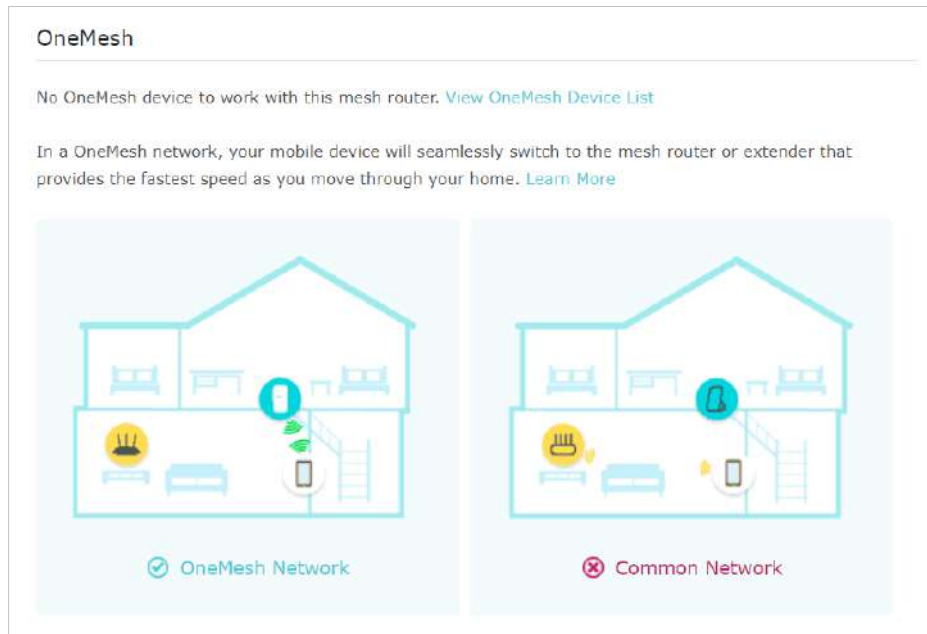 OneMesh
No OneMesh device to work with this mesh router. View OneMesh Device List
In a OneMesh network, your mobile device will seamlessly switch to the mesh router or extender that
provides the fastest speed as you move through your home. Learn More
OneMesh Network
Common Network